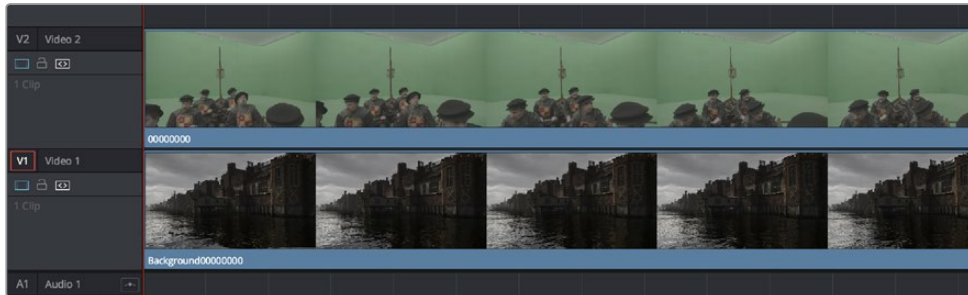 V2 Video 2
1 Clip
00000000
V1 Video 1
1 Clip
Background00000000
A1 Audio 1